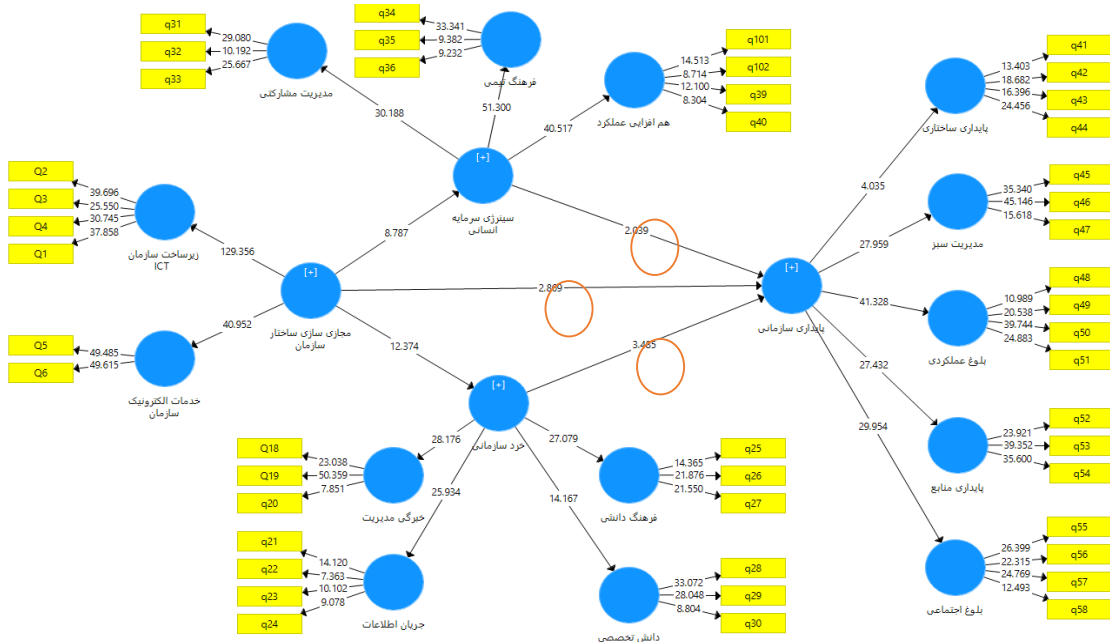 q31
q32
q33
29.080
10.192
25.667
مدیریت مشارکتی
q34
q35
q36
33.341
9.382
9.232
فرهنگ تیمی
14.513
8.714
12.100
8.304
q101
q102
q39
q40
هم افزایی عملکرد
30.188
51.300
40.517
[+]
سینرژی سرمایه
انسانی
Q2
Q3
Q4
Q1
39.696
25.550
30.745
37.858
زیرساخت سازمان
ICT
129.356
8.787
2.039
[+]
مجازی سازی ساختار
سازمان
2.869
40.952
12.374
3.485
Q5
Q6
49.485
49.615
خدمات الکترونیک
سازمان
[+]
خرد سازمانی
28.176
27.079
25.934
14.167
Q18
Q19
q20
23.038
50.359
7.851
خبرگی مدیریت
14.365
21.876
21.550
q25
q26
q27
فرهنگ دانشی
q21
q22
q23
q24
14.120
7.363
10.102
9.078
جریان اطلاعات
33.072
28.048
8.804
q28
q29
q30
دانش تخصصی
[+]
پایداری سازمانی
4.035
27.959
41.328
27.432
29.954
13.403
18.682
16.396
24.456
q41
q42
q43
q44
پایداری ساختاری
35.340
45.146
15.618
q45
q46
q47
مدیریت سبز
10.989
20.538
39.744
24.883
q48
q49
q50
q51
بلوغ عملکردی
23.921
39.352
35.600
q52
q53
q54
پایداری منابع
26.399
22.315
24.769
12.493
q55
q56
q57
q58
بلوغ اجتماعی